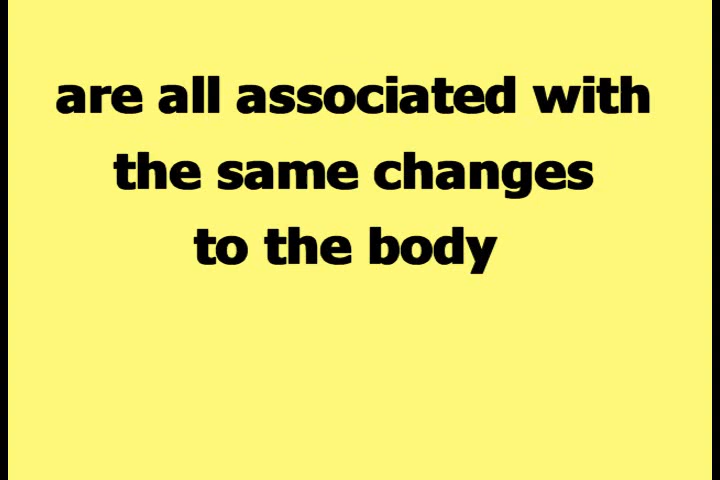 are all associated with
the same changes
to the body